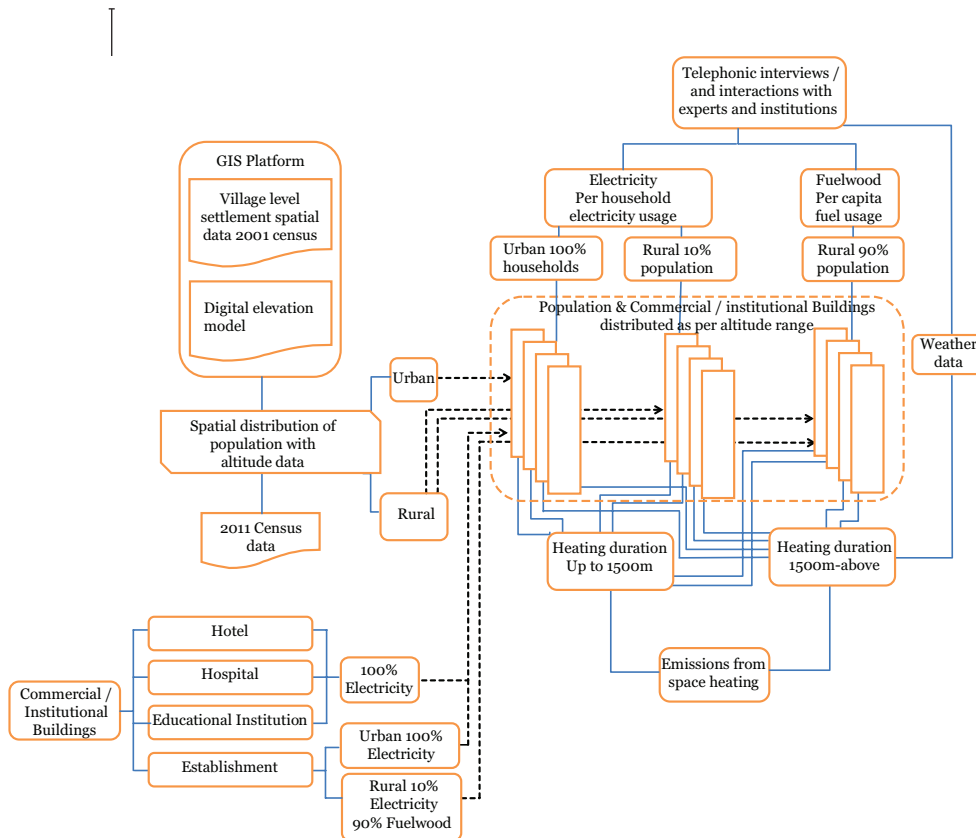 Telephonic interviews /
and interactions with
experts and institutions
GIS Platform
Village level
settlement spatial
data 2001 census
Digital elevation
model
Electricity
Per household
electricity usage
Fuelwood
Per capita
fuel usage
Urban 100%
households
Rural 10%
population
Rural 90%
population
Population & Commercial / institutional Buildings
distributed as per altitude range
Weather
data
Urban
Spatial distribution of
population with
altitude data
Rural
2011 Census
data
Heating duration
Up to 1500m
Heating duration
1500m-above
Emissions from
space heating
Commercial /
Institutional
Buildings
Hotel
Hospital
Educational Institution
Establishment
100%
Electricity
Urban 100%
Electricity
Rural 10%
Electricity
90% Fuelwood